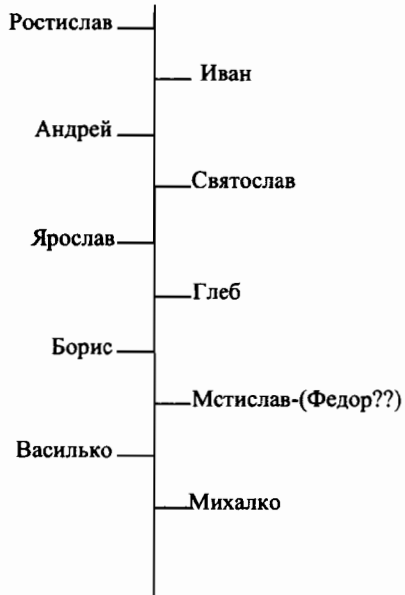 Ростислав
Иван
Андрей
Святослав
Ярослав
Глеб
Борис
Мстислав-(Федор??)
Василько
Михалко